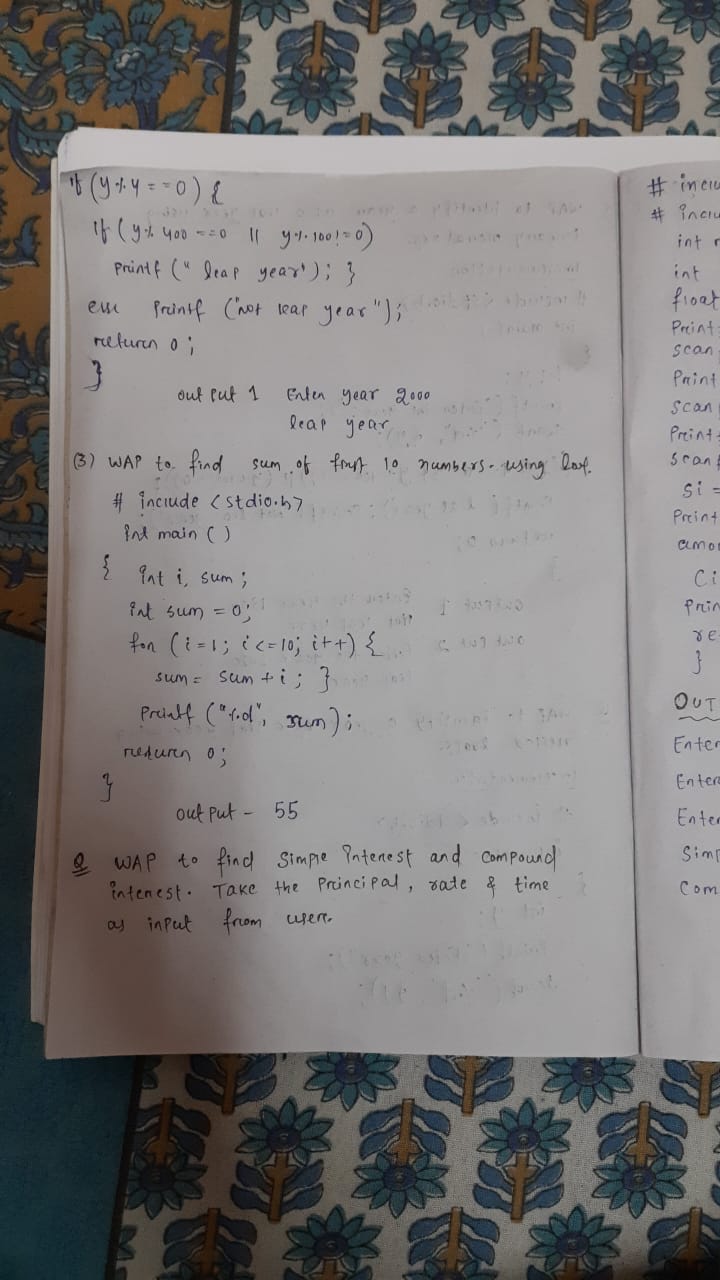 if (y % 4 = = 0) {
if (y % 400 == 0 || y % 100 != 0)
printf (" leap year"); }
else printf ("not leap year");
return 0 ;
}
out put 1 Enter year 2000
leap year
(3) WAP to find sum of first 10 numbers. using
# include <stdio.h>
int main ( )
{ int i, sum ;
int sum = 0;
for (i = 1; i <= 10; i++) {
sum = sum + i ; }
printf ("%d", sum);
return 0;
}
out put - 55
Q WAP to find Simple interest and compound
interest. Take the Principal, rate & time
as input from user.
# inclu
# inclu
int
int
float
Print
scan
Print
scan
Print
scanf
si =
Print
amo
Ci
Prin
re
}
OUT
Enter
Enter
Enter
Simp
Com